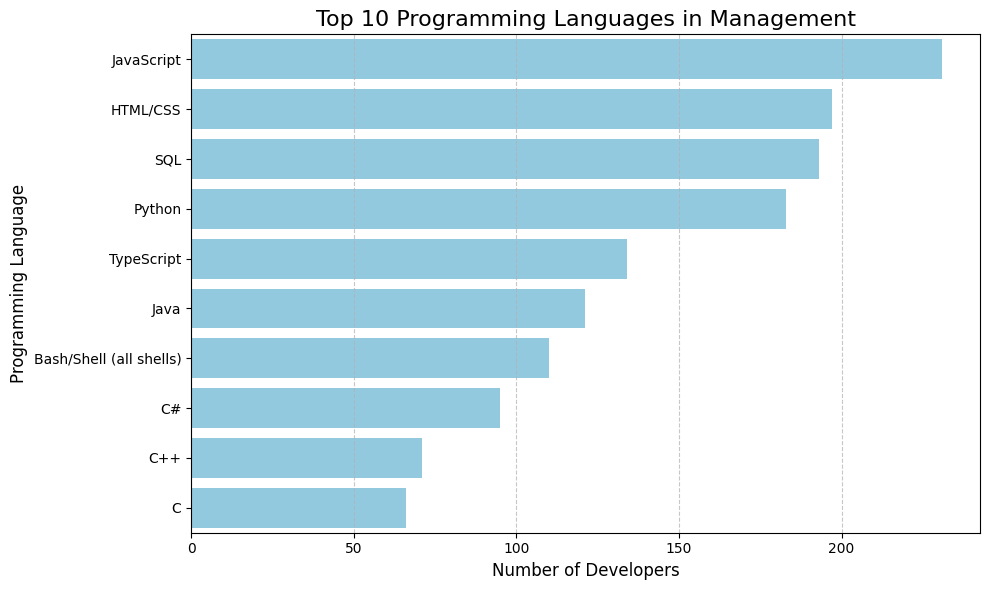 Top 10 Programming Languages in Management
Programming Language
JavaScript
HTML/CSS
SQL
Python
TypeScript
Java
Bash/Shell (all shells)
C#
C++
C
0 50 100 150 200
Number of Developers